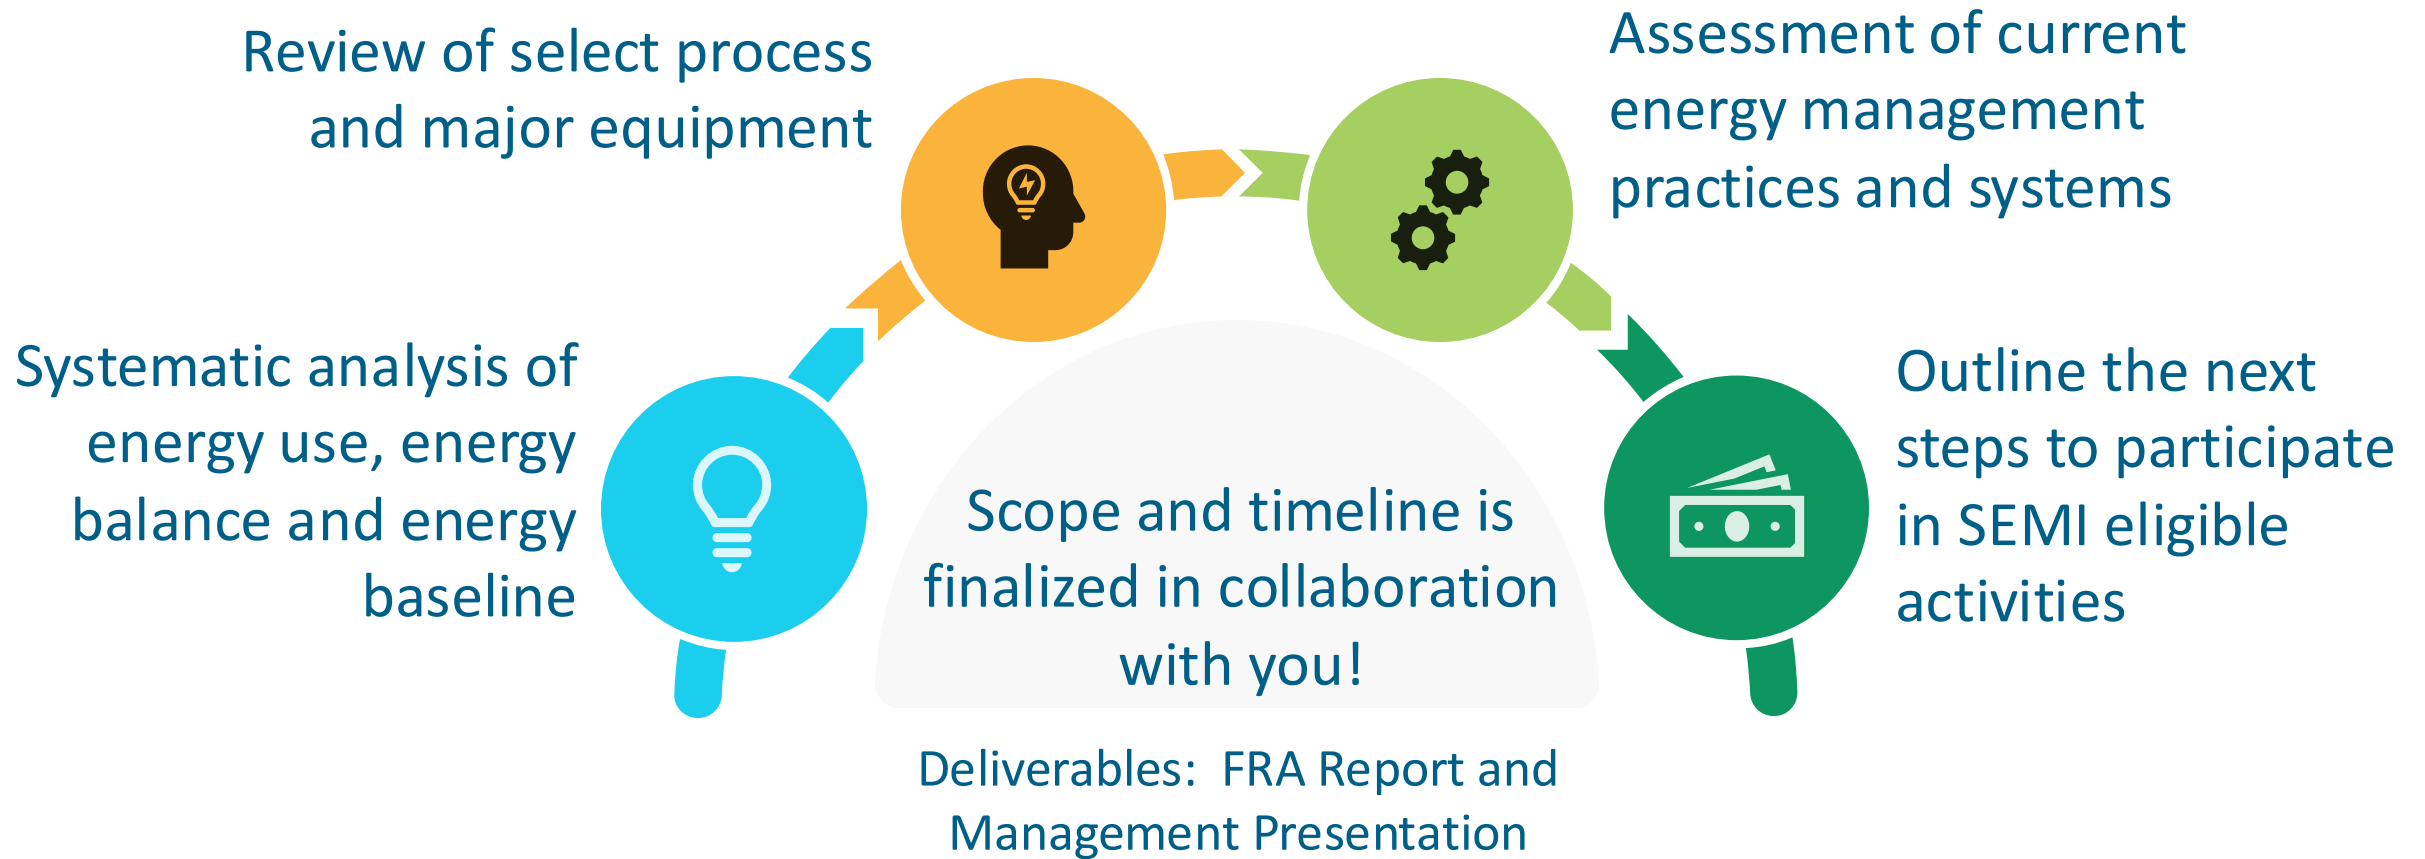 Review of select process
and major equipment
Assessment of current
energy management
practices and systems
Systematic analysis of
energy use, energy
balance and energy
baseline
Outline the next
steps to participate
in SEMI eligible
activities
Scope and timeline is
finalized in collaboration
with you!
Deliverables:  FRA Report and
Management Presentation